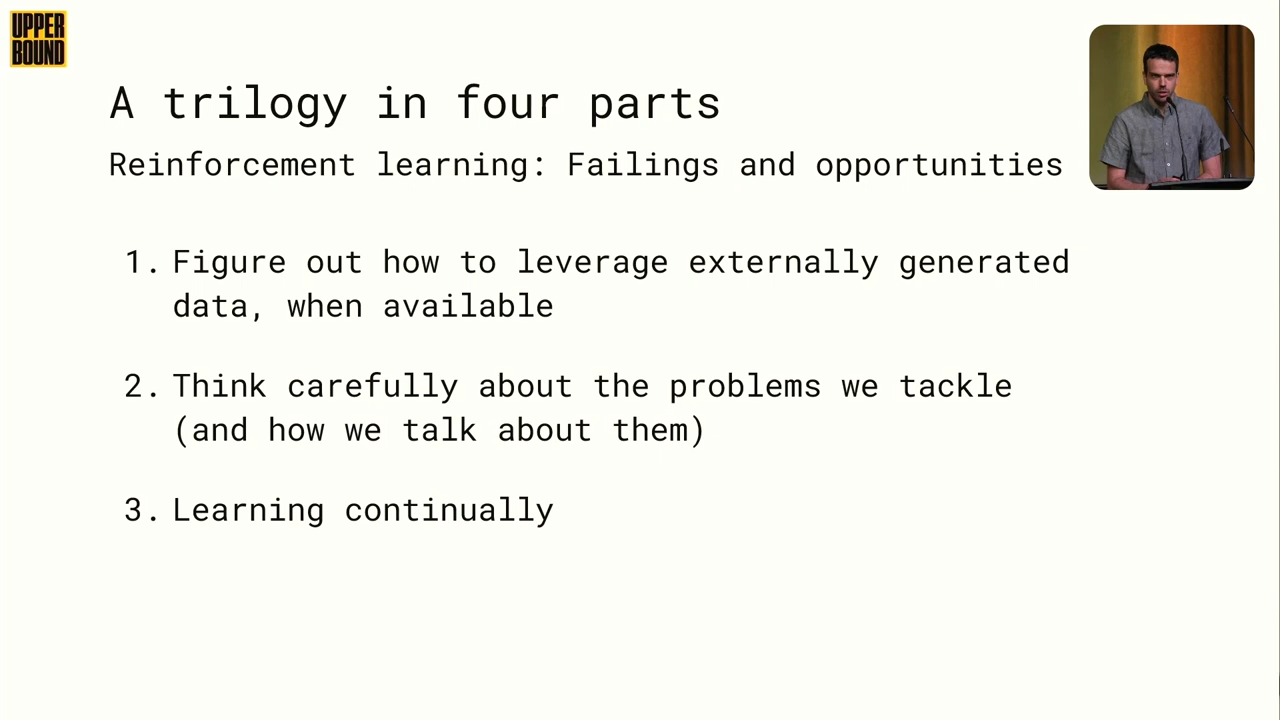 UPPER
BOUND
A trilogy in four parts
Reinforcement learning: Failings and opportunities
1. Figure out how to leverage externally generated
data, when available
2. Think carefully about the problems we tackle
(and how we talk about them)
3. Learning continually